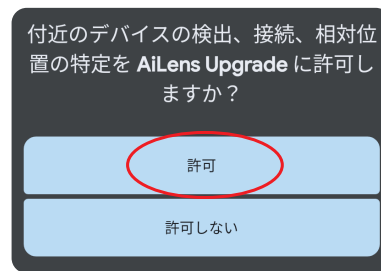 付近のデバイスの検出、接続、相対位
置の特定を AiLens Upgrade に許可し
ますか？
許可
許可しない